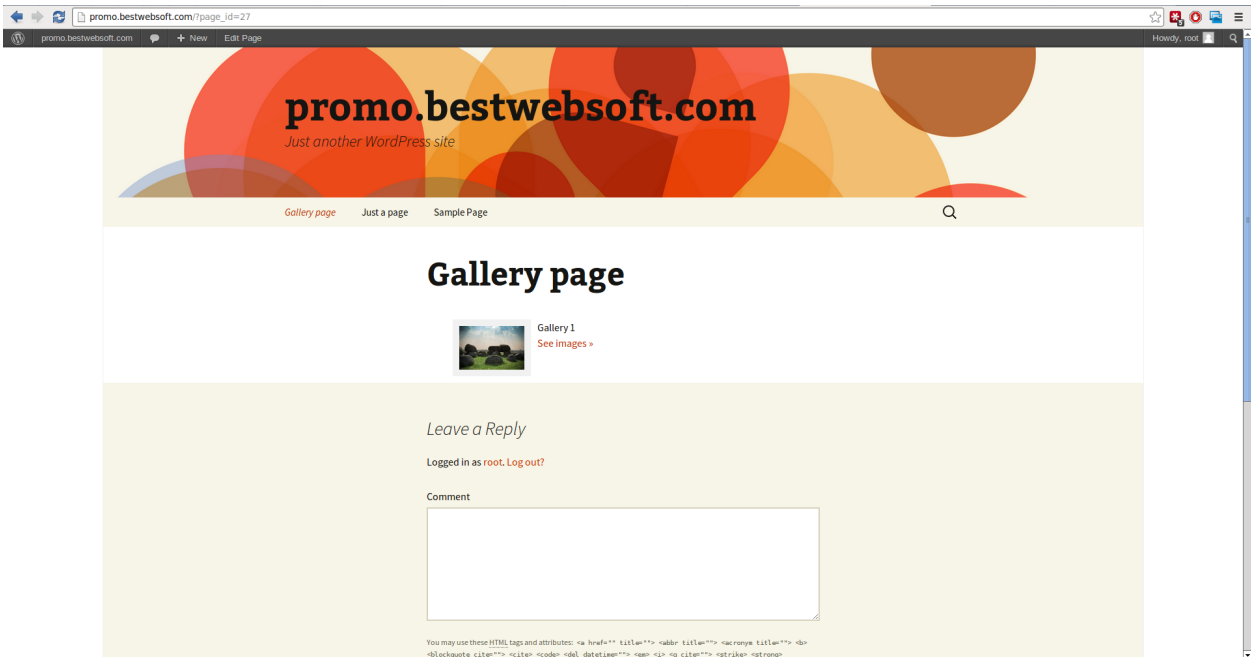 promo.bestwebsoft.com/?page_id=27
promo.bestwebsoft.com + New Edit Page Howdy, root
promo.bestwebsoft.com
Just another WordPress site
Gallery page Just a page Sample Page
Gallery page
Gallery 1
See images »
Leave a Reply
Logged in as root. Log out?
Comment
You may use these HTML tags and attributes: <a href="" title=""> <abbr title=""> <acronym title=""> <b>
<blockquote cite=""> <cite> <code> <del datetime=""> <em> <i> <q cite=""> <strike> <strong>